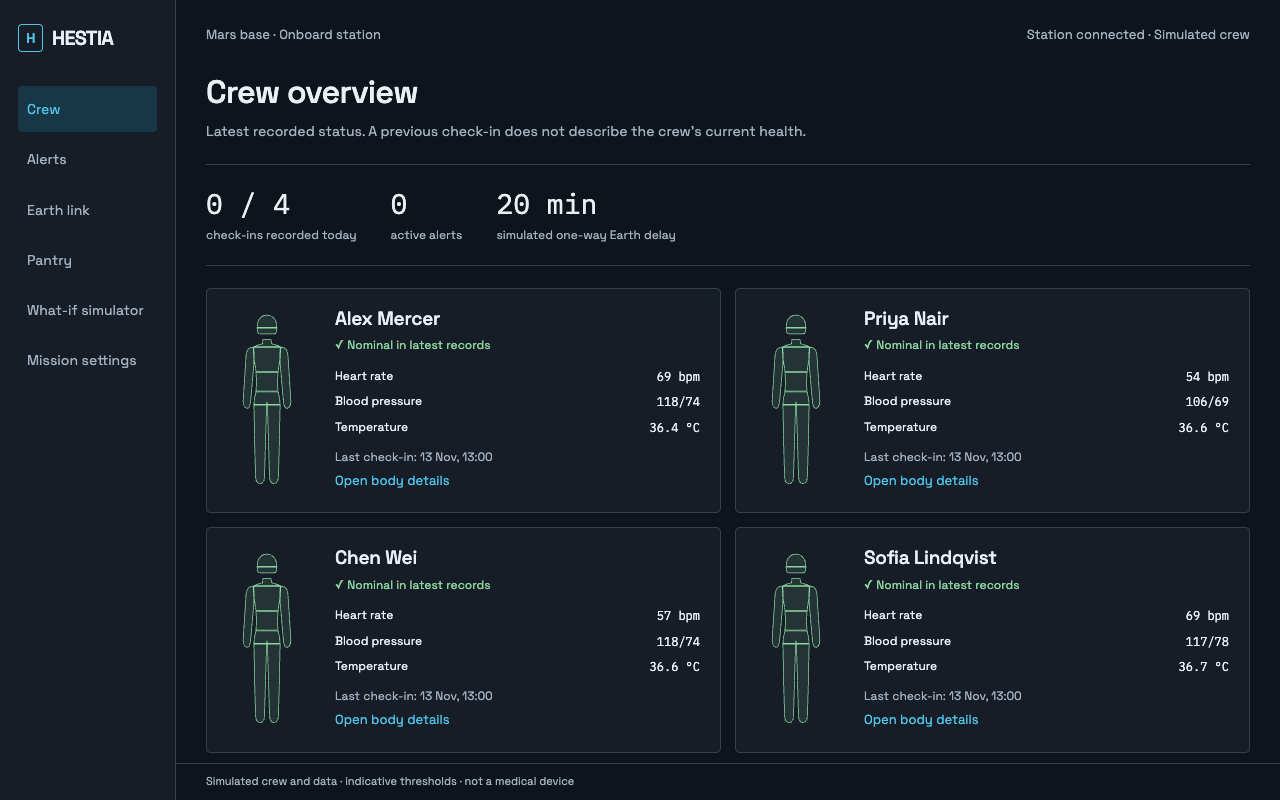 H HESTIA
Crew
Alerts
Earth link
Pantry
What-if simulator
Mission settings
Mars base · Onboard station
Station connected · Simulated crew
Crew overview
Latest recorded status. A previous check-in does not describe the crew's current health.
0 / 4
check-ins recorded today
0
active alerts
20 min
simulated one-way Earth delay
Alex Mercer
✓ Nominal in latest records
Heart rate 69 bpm
Blood pressure 118/74
Temperature 36.4 °C
Last check-in: 13 Nov, 13:00
Open body details
Priya Nair
✓ Nominal in latest records
Heart rate 54 bpm
Blood pressure 106/69
Temperature 36.6 °C
Last check-in: 13 Nov, 13:00
Open body details
Chen Wei
✓ Nominal in latest records
Heart rate 57 bpm
Blood pressure 118/74
Temperature 36.6 °C
Last check-in: 13 Nov, 13:00
Open body details
Sofia Lindqvist
✓ Nominal in latest records
Heart rate 69 bpm
Blood pressure 117/78
Temperature 36.7 °C
Last check-in: 13 Nov, 13:00
Open body details
Simulated crew and data · indicative thresholds · not a medical device